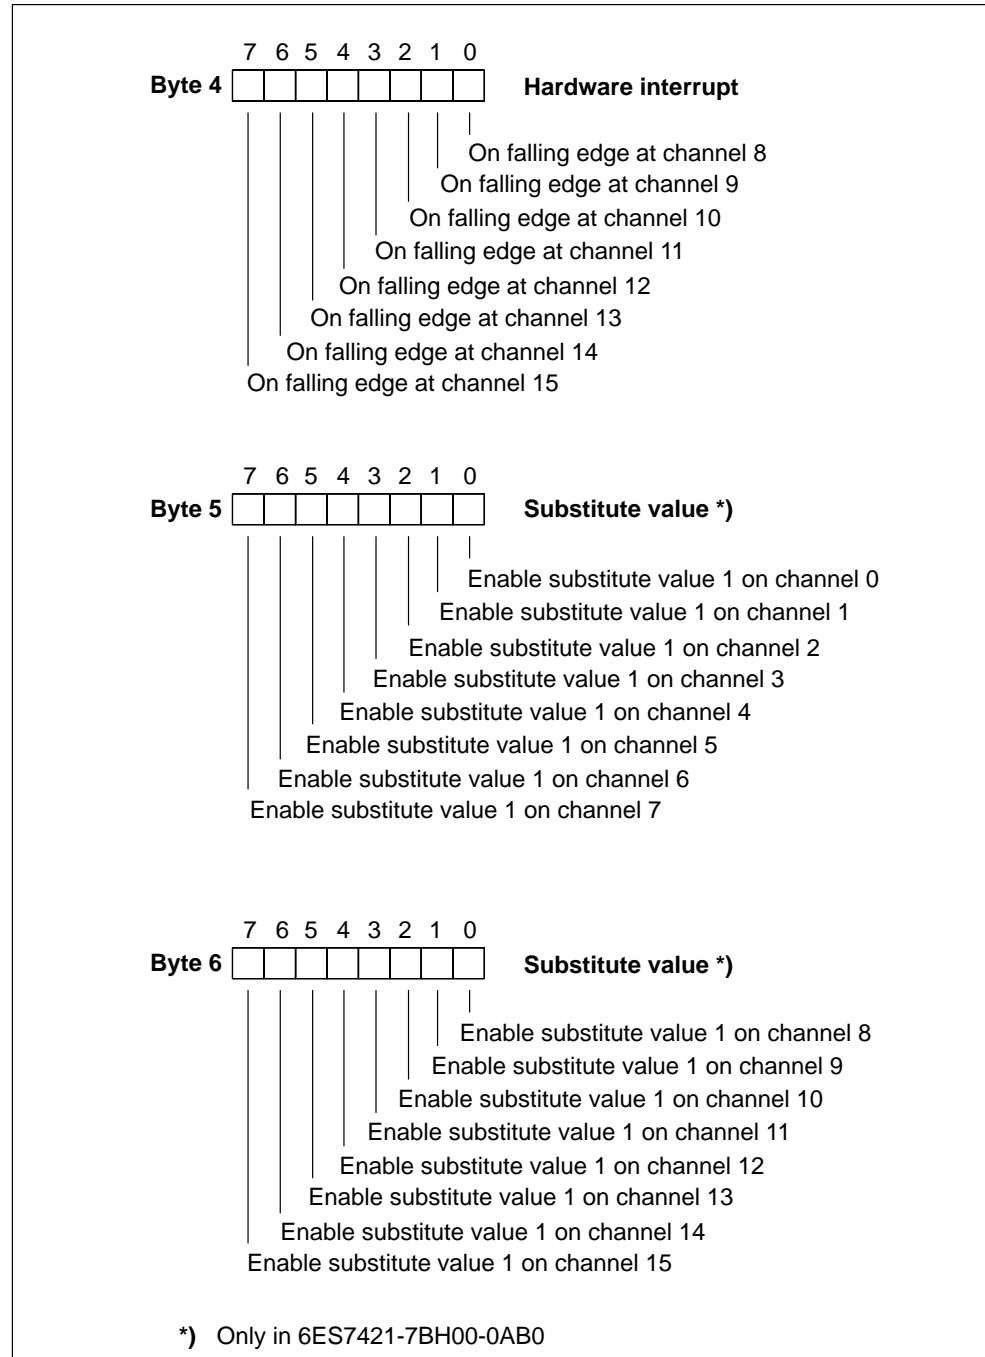 7 6 5 4 3 2 1 0
Byte 4 Hardware interrupt
On falling edge at channel 8
On falling edge at channel 9
On falling edge at channel 10
On falling edge at channel 11
On falling edge at channel 12
On falling edge at channel 13
On falling edge at channel 14
On falling edge at channel 15
7 6 5 4 3 2 1 0
Byte 5 Substitute value *)
Enable substitute value 1 on channel 0
Enable substitute value 1 on channel 1
Enable substitute value 1 on channel 2
Enable substitute value 1 on channel 3
Enable substitute value 1 on channel 4
Enable substitute value 1 on channel 5
Enable substitute value 1 on channel 6
Enable substitute value 1 on channel 7
7 6 5 4 3 2 1 0
Byte 6 Substitute value *)
Enable substitute value 1 on channel 8
Enable substitute value 1 on channel 9
Enable substitute value 1 on channel 10
Enable substitute value 1 on channel 11
Enable substitute value 1 on channel 12
Enable substitute value 1 on channel 13
Enable substitute value 1 on channel 14
Enable substitute value 1 on channel 15
*) Only in 6ES7421-7BH00-0AB0